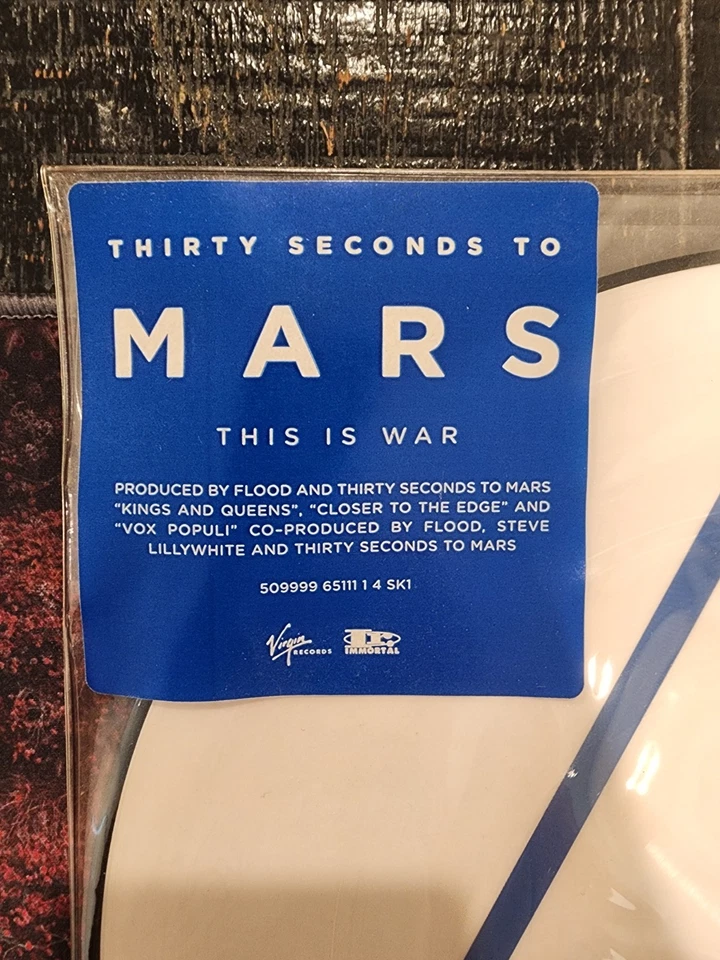 THIRTY SECONDS TO
MARS
THIS IS WAR
PRODUCED BY FLOOD AND THIRTY SECONDS TO MARS
“KINGS AND QUEENS”, “CLOSER TO THE EDGE” AND
“VOX POPULI” CO-PRODUCED BY FLOOD, STEVE
LILLYWHITE AND THIRTY SECONDS TO MARS
509999 65111 1 4 SK1
Virgin RECORDS
Ir. IMMORTAL